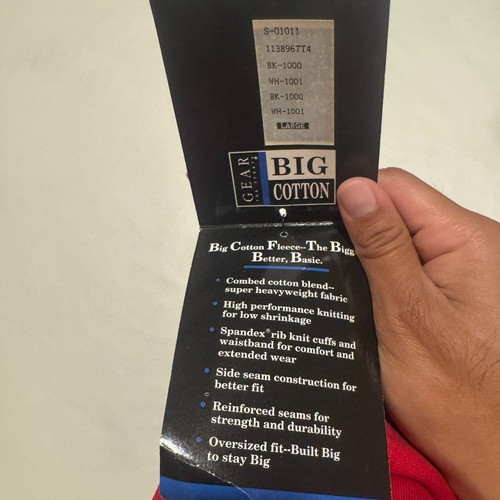 S-01011
113896TT4
BK-1000
WH-1001
BK-1000
WH-1001
LARGE
GEAR
FOR SPORTS
BIG
COTTON
Big Cotton Fleece--The Bigg
Better, Basic.
• Combed cotton blend--
super heavyweight fabric
• High performance knitting
for low shrinkage
• Spandex® rib knit cuffs and
waistband for comfort and
extended wear
• Side seam construction for
better fit
• Reinforced seams for
strength and durability
• Oversized fit--Built Big
to stay Big